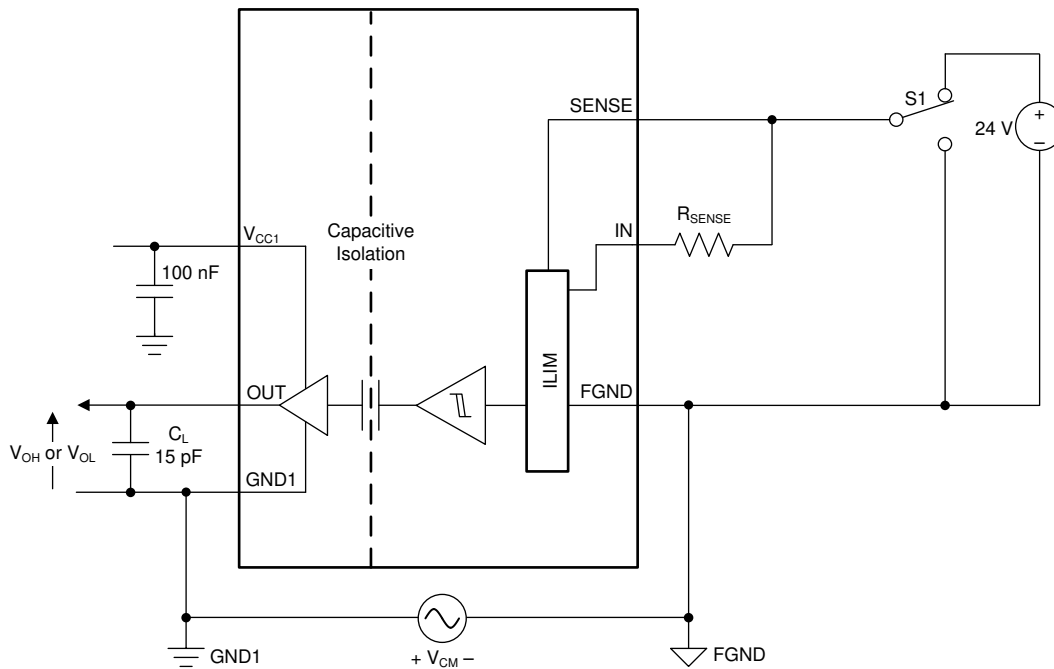 SENSE
S1
24 V
+
–
R_SENSE
IN
Capacitive
Isolation
V_CC1
100 nF
ILIM
OUT
FGND
V_OH or V_OL
C_L
15 pF
GND1
GND1
+ V_CM –
FGND